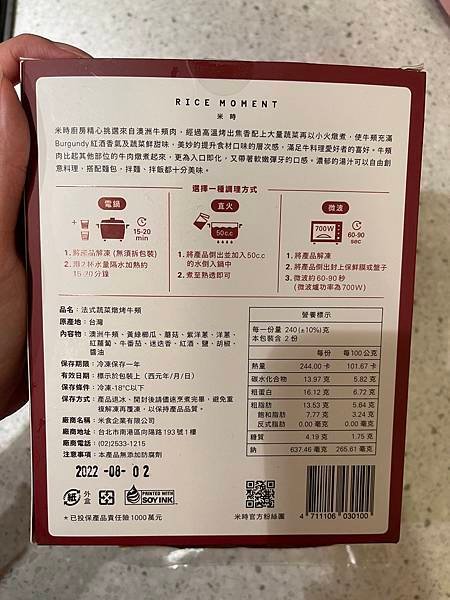 RICE MOMENT
米時
米時廚房精心挑選來自澳洲牛頰肉,經過高溫烤出焦香配上大量蔬菜再以小火燉煮,使牛頰充滿
Burgundy紅酒香氣及蔬菜鮮甜味,美妙的提升食材口味的層次感,滿足牛料理愛好者的喜好。牛頰
肉比起其他部位的牛肉燉煮起來,更為入口即化,又帶著軟嫩彈牙的口感。濃郁的湯汁可以自由創
意料理,搭配麵包,拌麵、拌飯都十分美味。
選擇一種調理方式
電鍋
15-20
min
1.將產品解凍(無須拆包裝)
2.用2杯水量隔水加熱約
15-20分鐘
直火
50c.c
1.將產品倒出並加入50c.c
的水倒入鍋中
2.煮至熱透即可
微波
700W
60-90
sec
1.將產品解凍
2.將產品倒出封上保鮮膜或盤子
3.微波約60-90秒
(微波爐功率為700W)
品名:法式蔬菜燉烤牛頰
原產地:台灣
內容物:澳洲牛頰、黃綠櫛瓜、蘑菇、紫洋蔥、洋蔥、
紅蘿蔔、牛番茄、迷迭香、紅酒、鹽、胡椒、
醬油
保存期限:冷凍保存一年
有效日期:標示於包裝上(西元年/月/日)
保存條件:冷凍-18°C以下
保存方式:產品退冰、開封後請儘速烹煮完畢,避免重
複解凍再覆凍,以保持產品品質。
廠商名稱:米食企業有限公司
廠商地址:台北市南港區向陽路193號1樓
廠商電話:(02)2533-1215
注意事項:本產品無添加防腐劑
2022-08-02
營養標示
每一份量 240(±10%)克
本包裝含 2份
每份 每100公克
熱量 244.00 卡 101.67 卡
碳水化合物 13.97 克 5.82 克
粗蛋白 16.12 克 6.72 克
粗脂肪 13.53 克 5.64 克
飽和脂肪 7.77 克 3.24 克
反式脂肪 0.00 毫克 0.00 毫克
糖質 4.19 克 1.75 克
鈉 637.46 毫克 265.61 毫克
紙
外
盒
PRINTED WITH
SOY INK
*已投保產品責任險1000萬元
米時官方粉絲團
4 711106 030100